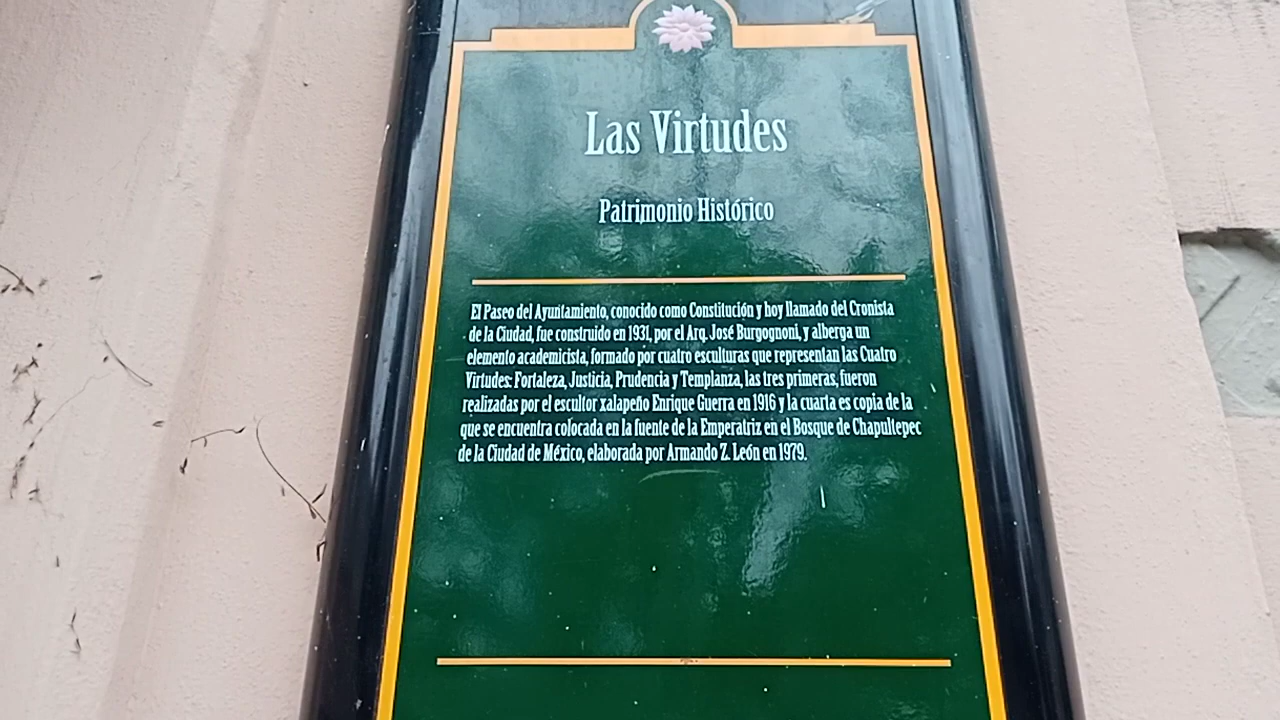 Las Virtudes
Patrimonio Histórico
El Paseo del Ayuntamiento, conocido como Constitución y hoy llamado del Cronista
de la Ciudad, fue construido en 1931, por el Arq. José Burgognoni, y alberga un
elemento academicista, formado por cuatro esculturas que representan las Cuatro
Virtudes: Fortaleza, Justicia, Prudencia y Templanza, las tres primeras, fueron
realizadas por el escultor xalapeño Enrique Guerra en 1916 y la cuarta es copia de la
que se encuentra colocada en la fuente de la Emperatriz en el Bosque de Chapultepec
de la Ciudad de México, elaborada por Armando Z. León en 1979.